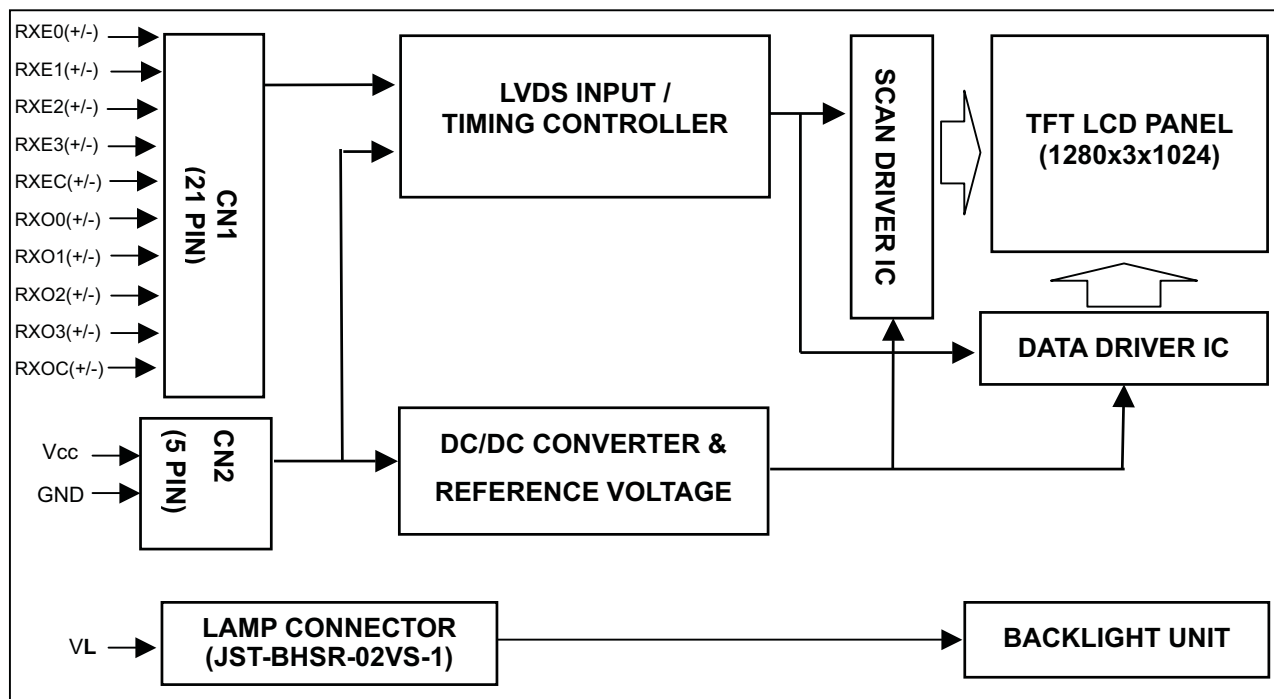 RXE0(+/-)
RXE1(+/-)
RXE2(+/-)
RXE3(+/-)
RXEC(+/-)
RXO0(+/-)
RXO1(+/-)
RXO2(+/-)
RXO3(+/-)
RXOC(+/-)
CN1
(21 PIN)
LVDS INPUT /
TIMING CONTROLLER
SCAN DRIVER IC
TFT LCD PANEL
(1280x3x1024)
DATA DRIVER IC
Vcc
GND
CN2
(5 PIN)
DC/DC CONVERTER &
REFERENCE VOLTAGE
VL
LAMP CONNECTOR
(JST-BHSR-02VS-1)
BACKLIGHT UNIT